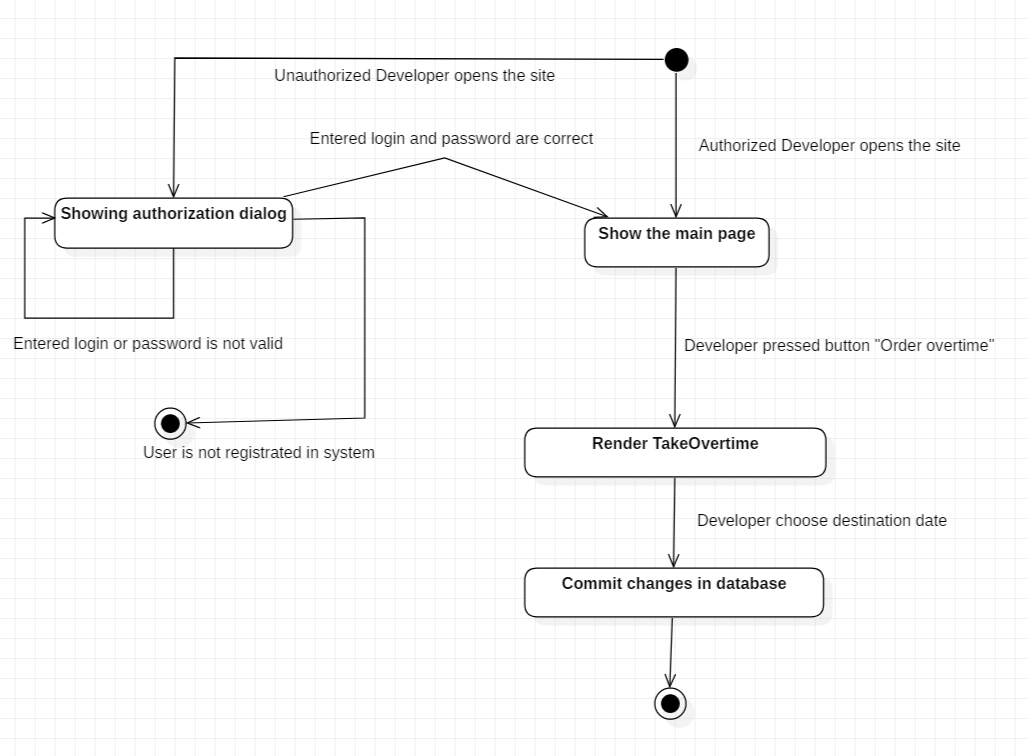 Unauthorized Developer opens the site
Entered login and password are correct
Authorized Developer opens the site
Showing authorization dialog
Show the main page
Entered login or password is not valid
Developer pressed button "Order overtime"
User is not registrated in system
Render TakeOvertime
Developer choose destination date
Commit changes in database